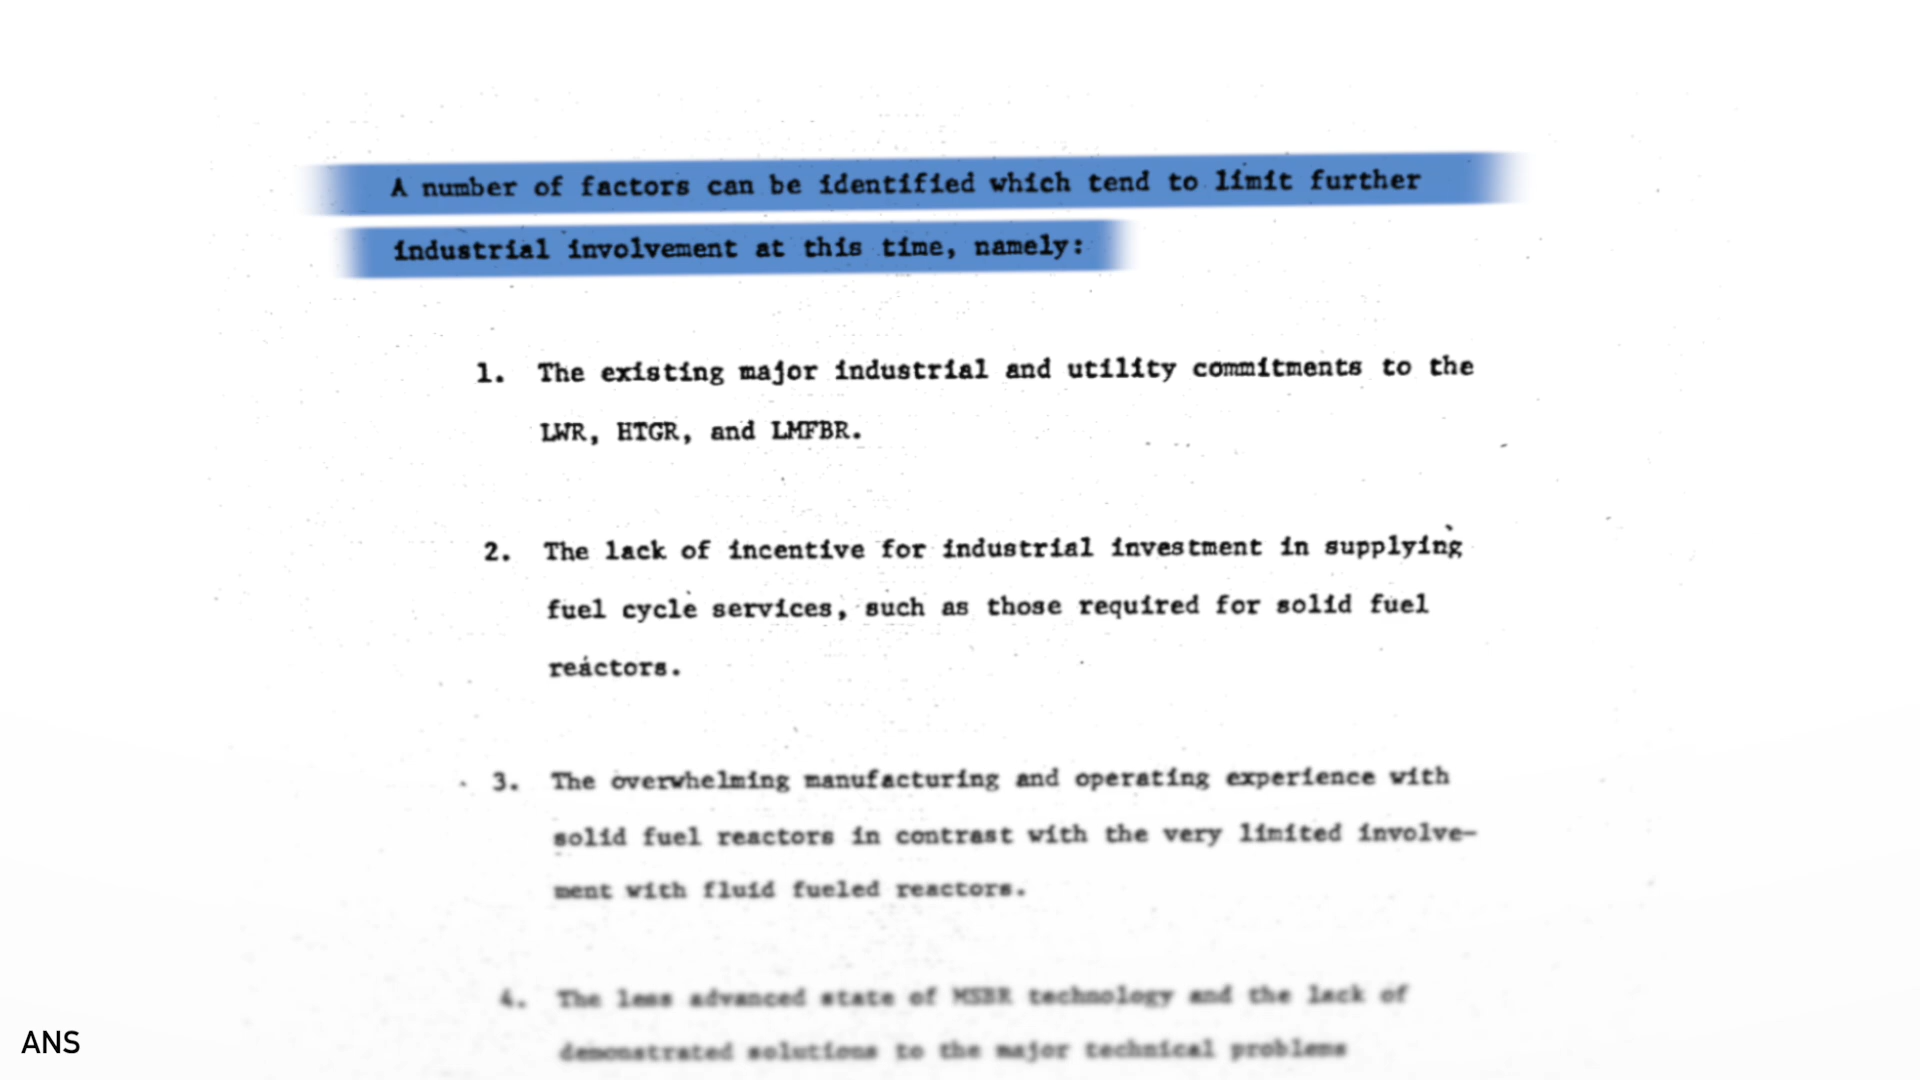 A number of factors can be identified which tend to limit further
industrial involvement at this time, namely:
1. The existing major industrial and utility commitments to the
LWR, HTGR, and LMFBR.
2. The lack of incentive for industrial investment in supplying
fuel cycle services, such as those required for solid fuel
reactors.
3. The overwhelming manufacturing and operating experience with
solid fuel reactors in contrast with the very limited involve-
ment with fluid fueled reactors.
4. The less advanced state of MSBR technology and the lack of
demonstrated solutions to the major technical problems
ANS